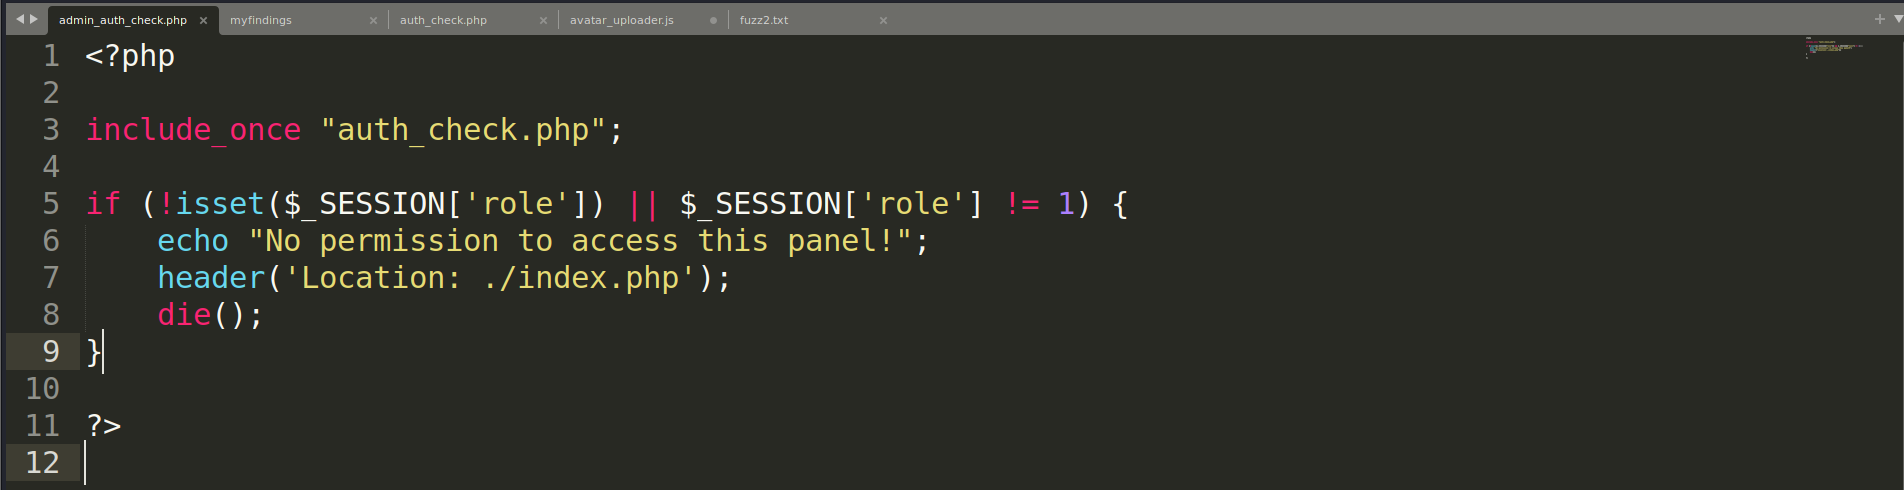 admin_auth_check.php × myfindings × auth_check.php × avatar_uploader.js fuzz2.txt × +
1 <?php
2
3 include_once "auth_check.php";
4
5 if (!isset($_SESSION['role']) || $_SESSION['role'] != 1) {
6     echo "No permission to access this panel!";
7     header('Location: ./index.php');
8     die();
9 }
10
11 ?>
12